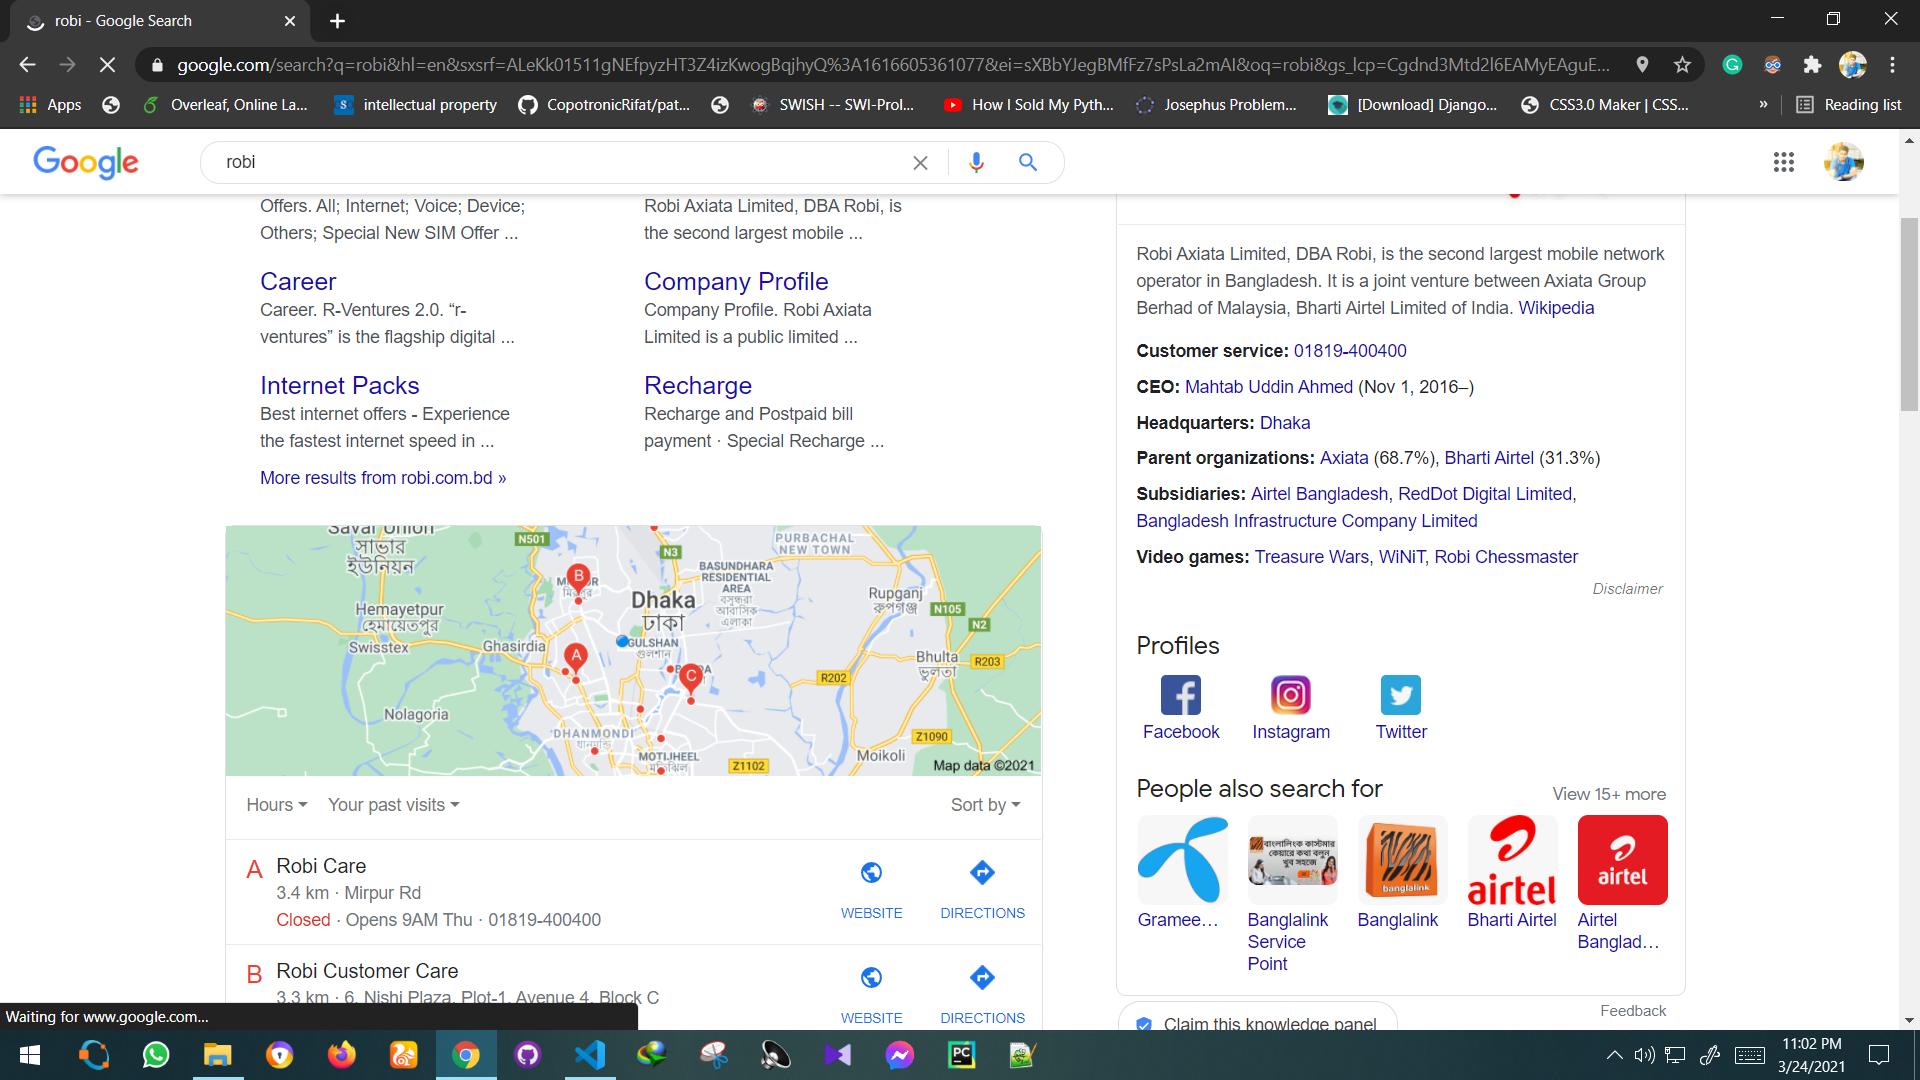 robi - Google Search
google.com/search?q=robi&hl=en&sxsrf=ALeKk01511gNEfpyzHT3Z4izKwogBqjhyQ%3A1616605361077&ei=sXBbYJegBMfFz7sPsLa2mAI&oq=robi&gs_lcp=Cgdnd3Mtd2l6EAMyEAguE...
Apps
Overleaf, Online La...
intellectual property
CopotronicRifat/pat...
SWISH -- SWI-Prol...
How I Sold My Pyth...
Josephus Problem...
[Download] Django...
CSS3.0 Maker | CSS...
»
Reading list
Google
robi
Offers. All; Internet; Voice; Device;
Others; Special New SIM Offer ...
Robi Axiata Limited, DBA Robi, is
the second largest mobile ...
Career
Career. R-Ventures 2.0. “r-
ventures” is the flagship digital ...
Company Profile
Company Profile. Robi Axiata
Limited is a public limited ...
Internet Packs
Best internet offers - Experience
the fastest internet speed in ...
Recharge
Recharge and Postpaid bill
payment · Special Recharge ...
More results from robi.com.bd »
Savar Union
সাভার
ইউনিয়ন
N501
N3
PURBACHAL
NEW TOWN
BASUNDHARA
RESIDENTIAL
AREA
বসুন্ধরা
আবাসিক
এলাকা
B
মিরপুর
Dhaka
ঢাকা
Rupganj
রুপগঞ্জ
N105
N2
Hemayetpur
হেমায়েতপুর
Swisstex
Ghasirdia
GULSHAN
গুলশান
A
C
Bhulta
ভুলতা
R203
R202
Nolagoria
DHANMONDI
ধানমন্ডি
MOTIJHEEL
মতিঝিল
Z1102
Z1090
Moikoli
Map data ©2021
Hours
Your past visits
Sort by
A
Robi Care
3.4 km · Mirpur Rd
Closed · Opens 9AM Thu · 01819-400400
WEBSITE
DIRECTIONS
B
Robi Customer Care
3.3 km · 6, Nishi Plaza, Plot-1, Avenue 4, Block C
WEBSITE
DIRECTIONS
Robi Axiata Limited, DBA Robi, is the second largest mobile network
operator in Bangladesh. It is a joint venture between Axiata Group
Berhad of Malaysia, Bharti Airtel Limited of India. Wikipedia
Customer service: 01819-400400
CEO: Mahtab Uddin Ahmed (Nov 1, 2016–)
Headquarters: Dhaka
Parent organizations: Axiata (68.7%), Bharti Airtel (31.3%)
Subsidiaries: Airtel Bangladesh, RedDot Digital Limited,
Bangladesh Infrastructure Company Limited
Video games: Treasure Wars, WiNiT, Robi Chessmaster
Disclaimer
Profiles
Facebook
Instagram
Twitter
People also search for
View 15+ more
বাংলালিংক কাস্টমার
কেয়ারে কথা বলুন
খুব সহজে
banglalink
airtel
airtel
Gramee...
Banglalink
Service
Point
Banglalink
Bharti Airtel
Airtel
Banglad...
Feedback
Claim this knowledge panel
Waiting for www.google.com...
PC
11:02 PM
3/24/2021